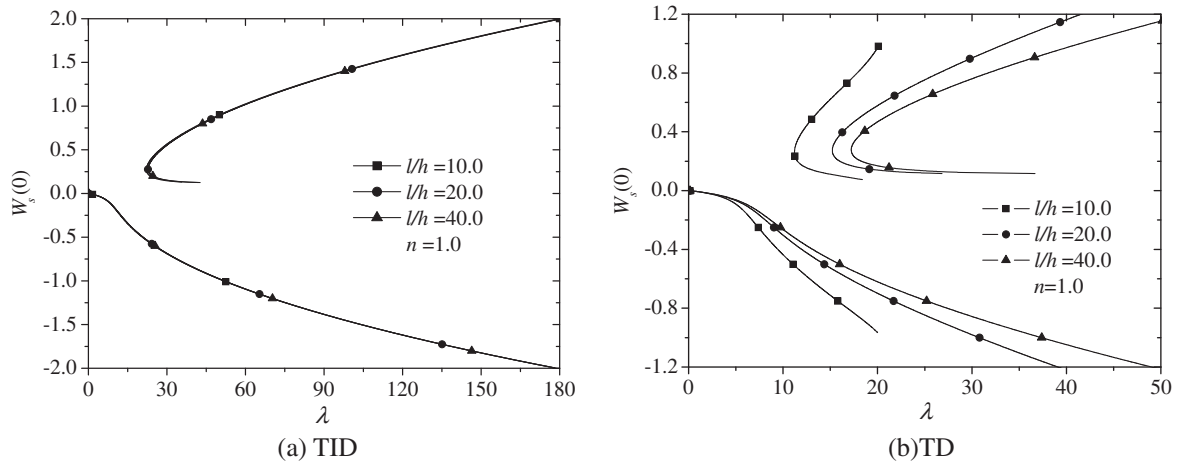 2.0
1.5
1.0
0.5
0.0
-0.5
-1.0
-1.5
-2.0
W_s(0)
0 30 60 90 120 150 180
λ
l/h =10.0
l/h =20.0
l/h =40.0
n =1.0
(a) TID
1.2
0.8
0.4
0.0
-0.4
-0.8
-1.2
W_s(0)
0 10 20 30 40 50
λ
l/h =10.0
l/h =20.0
l/h =40.0
n=1.0
(b)TD